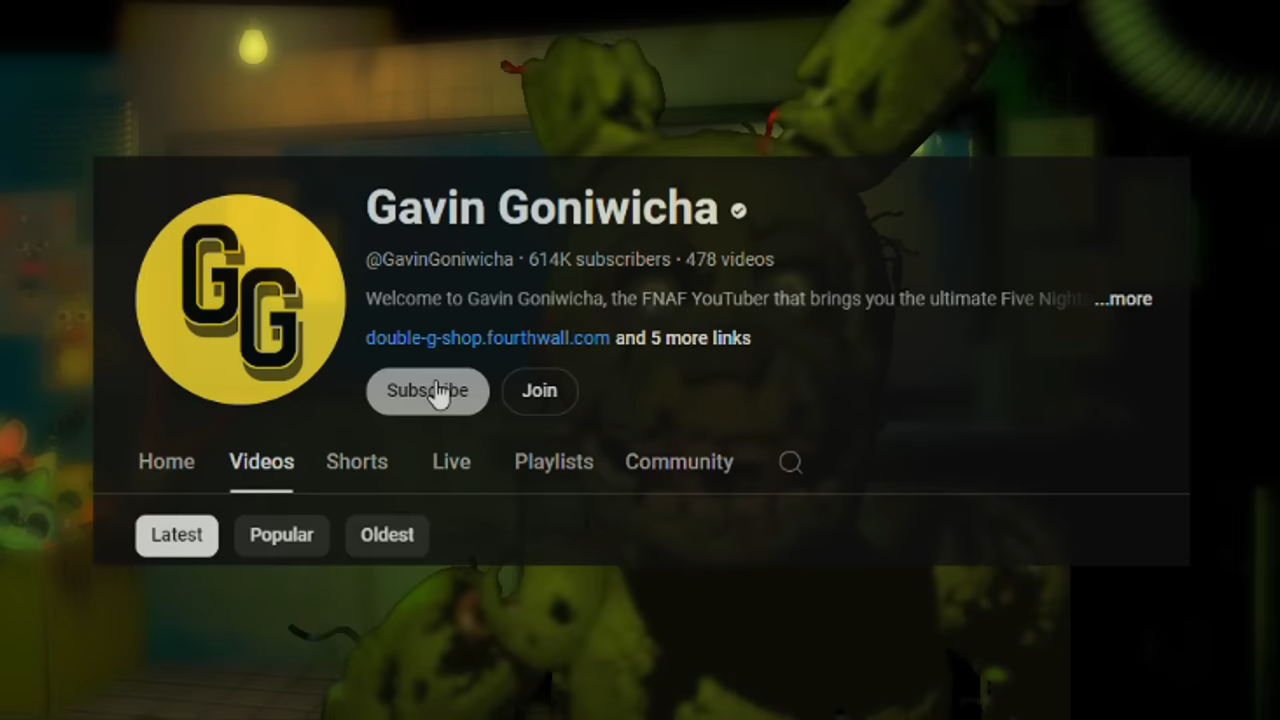 GG
Gavin Goniwicha
@GavinGoniwicha · 614K subscribers · 478 videos
Welcome to Gavin Goniwicha, the FNAF YouTuber that brings you the ultimate Five Nights ...more
double-g-shop.fourthwall.com and 5 more links
Subscribe Join
Home Videos Shorts Live Playlists Community
Latest Popular Oldest